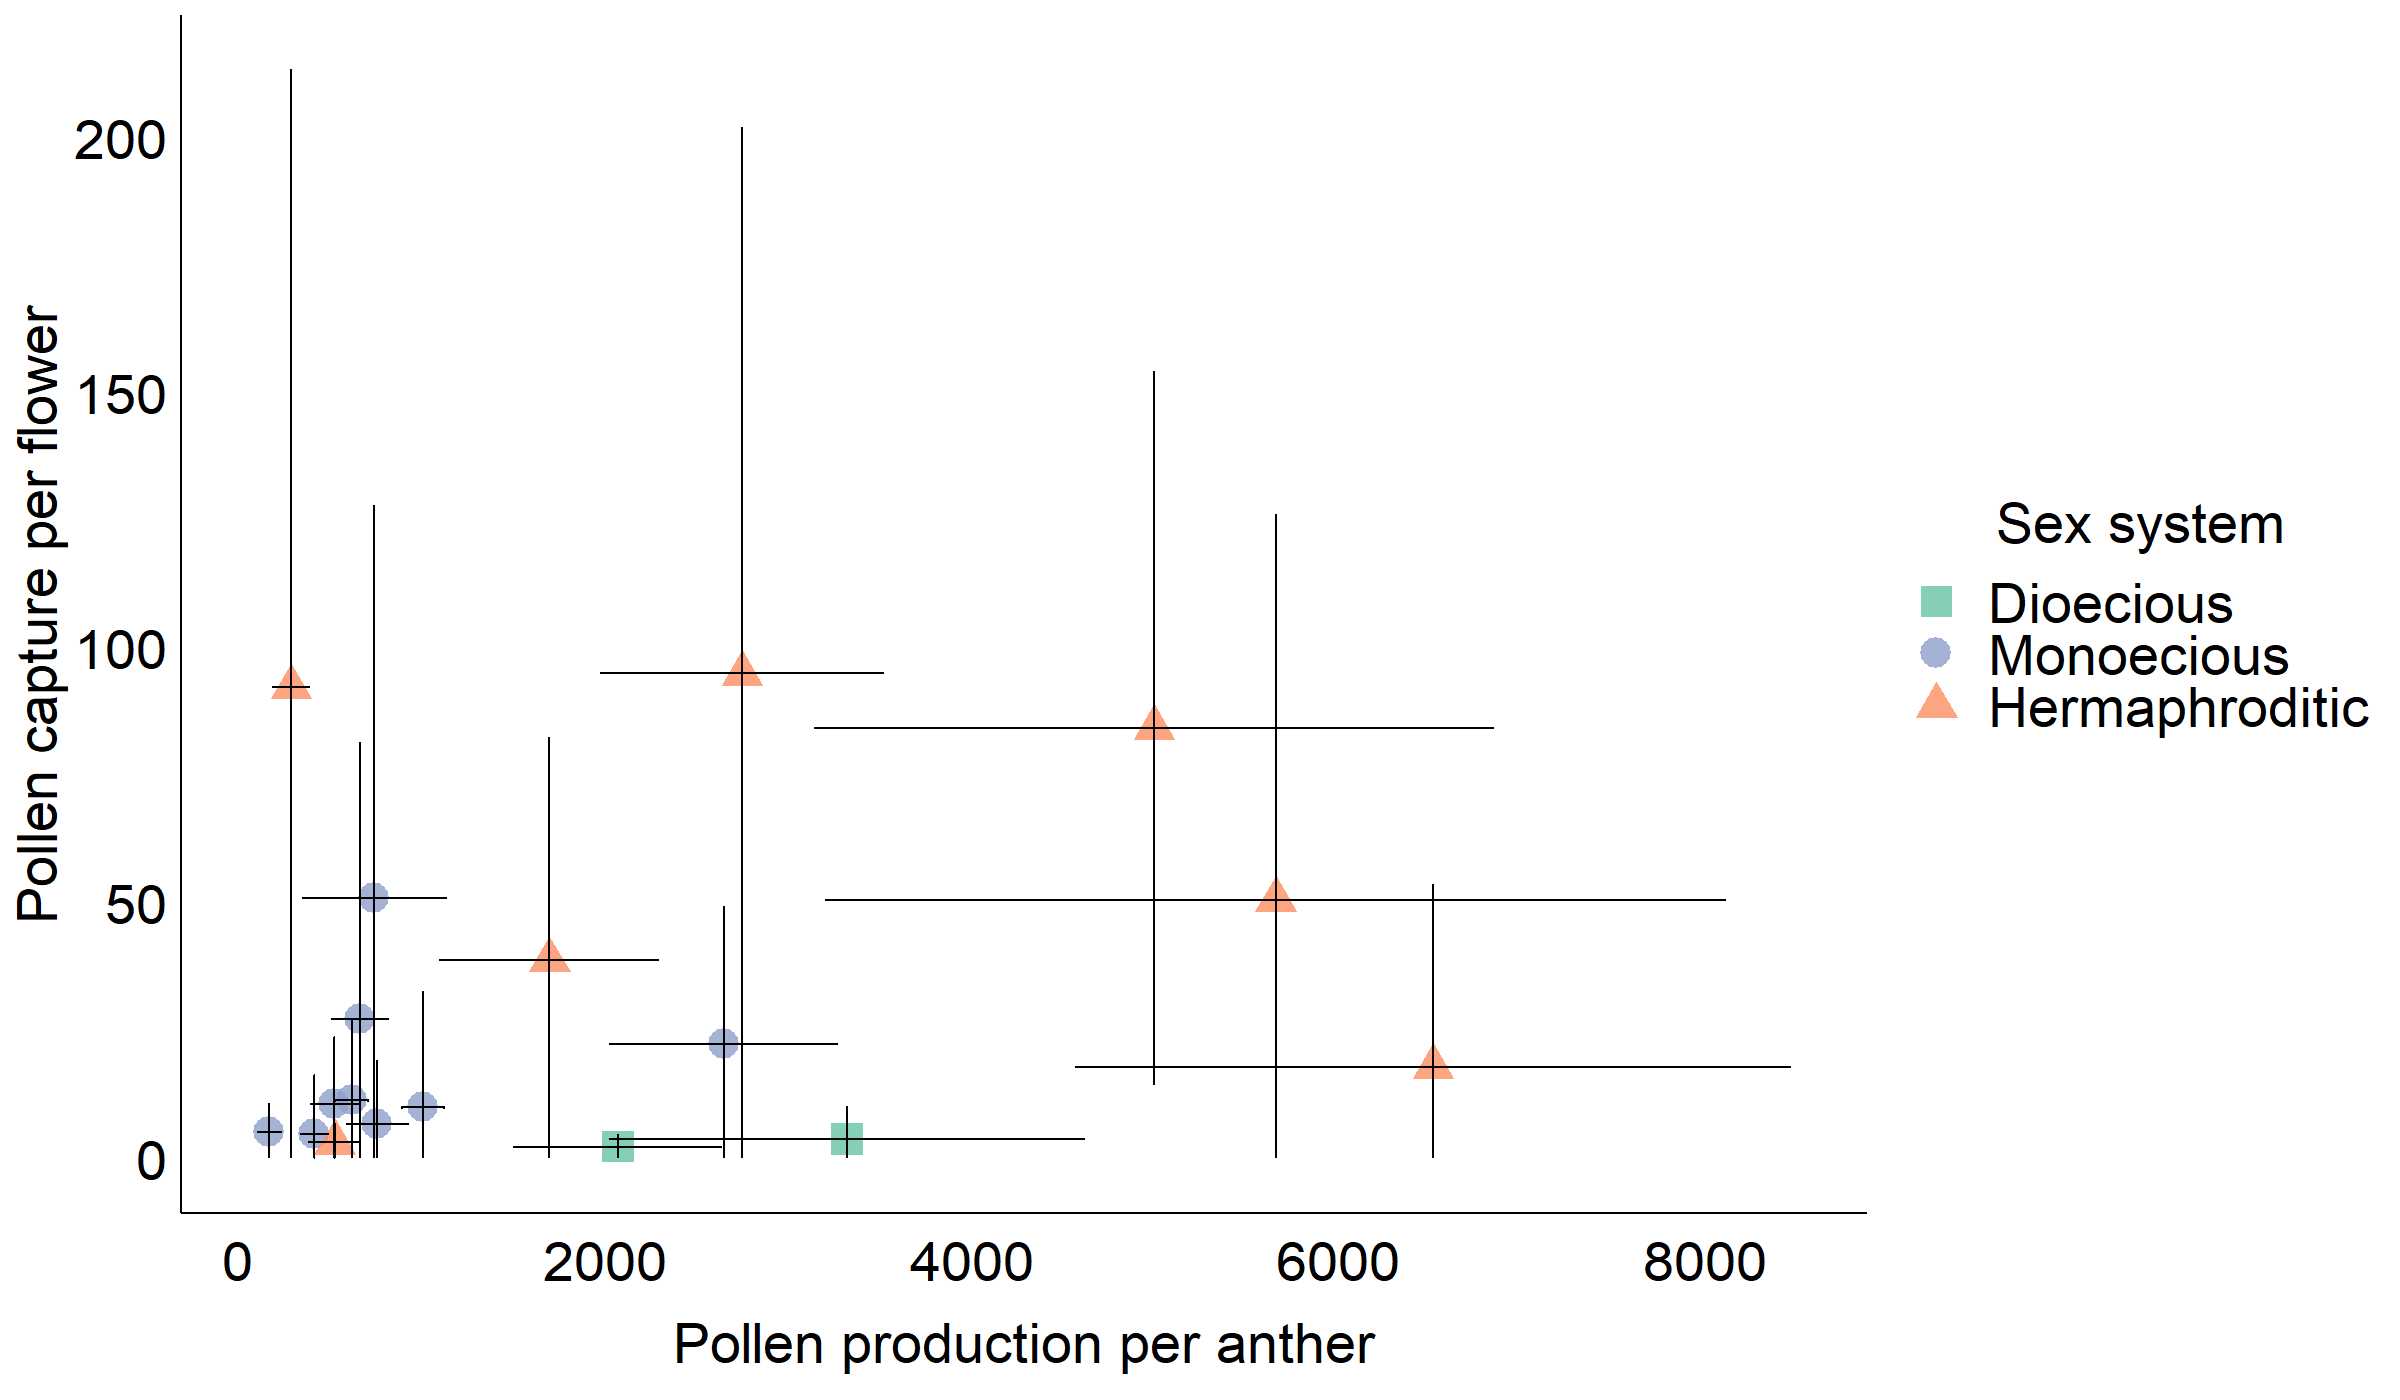 200
150
100
50
0
Pollen capture per flower
0 2000 4000 6000 8000
Pollen production per anther
Sex system
Dioecious
Monoecious
Hermaphroditic